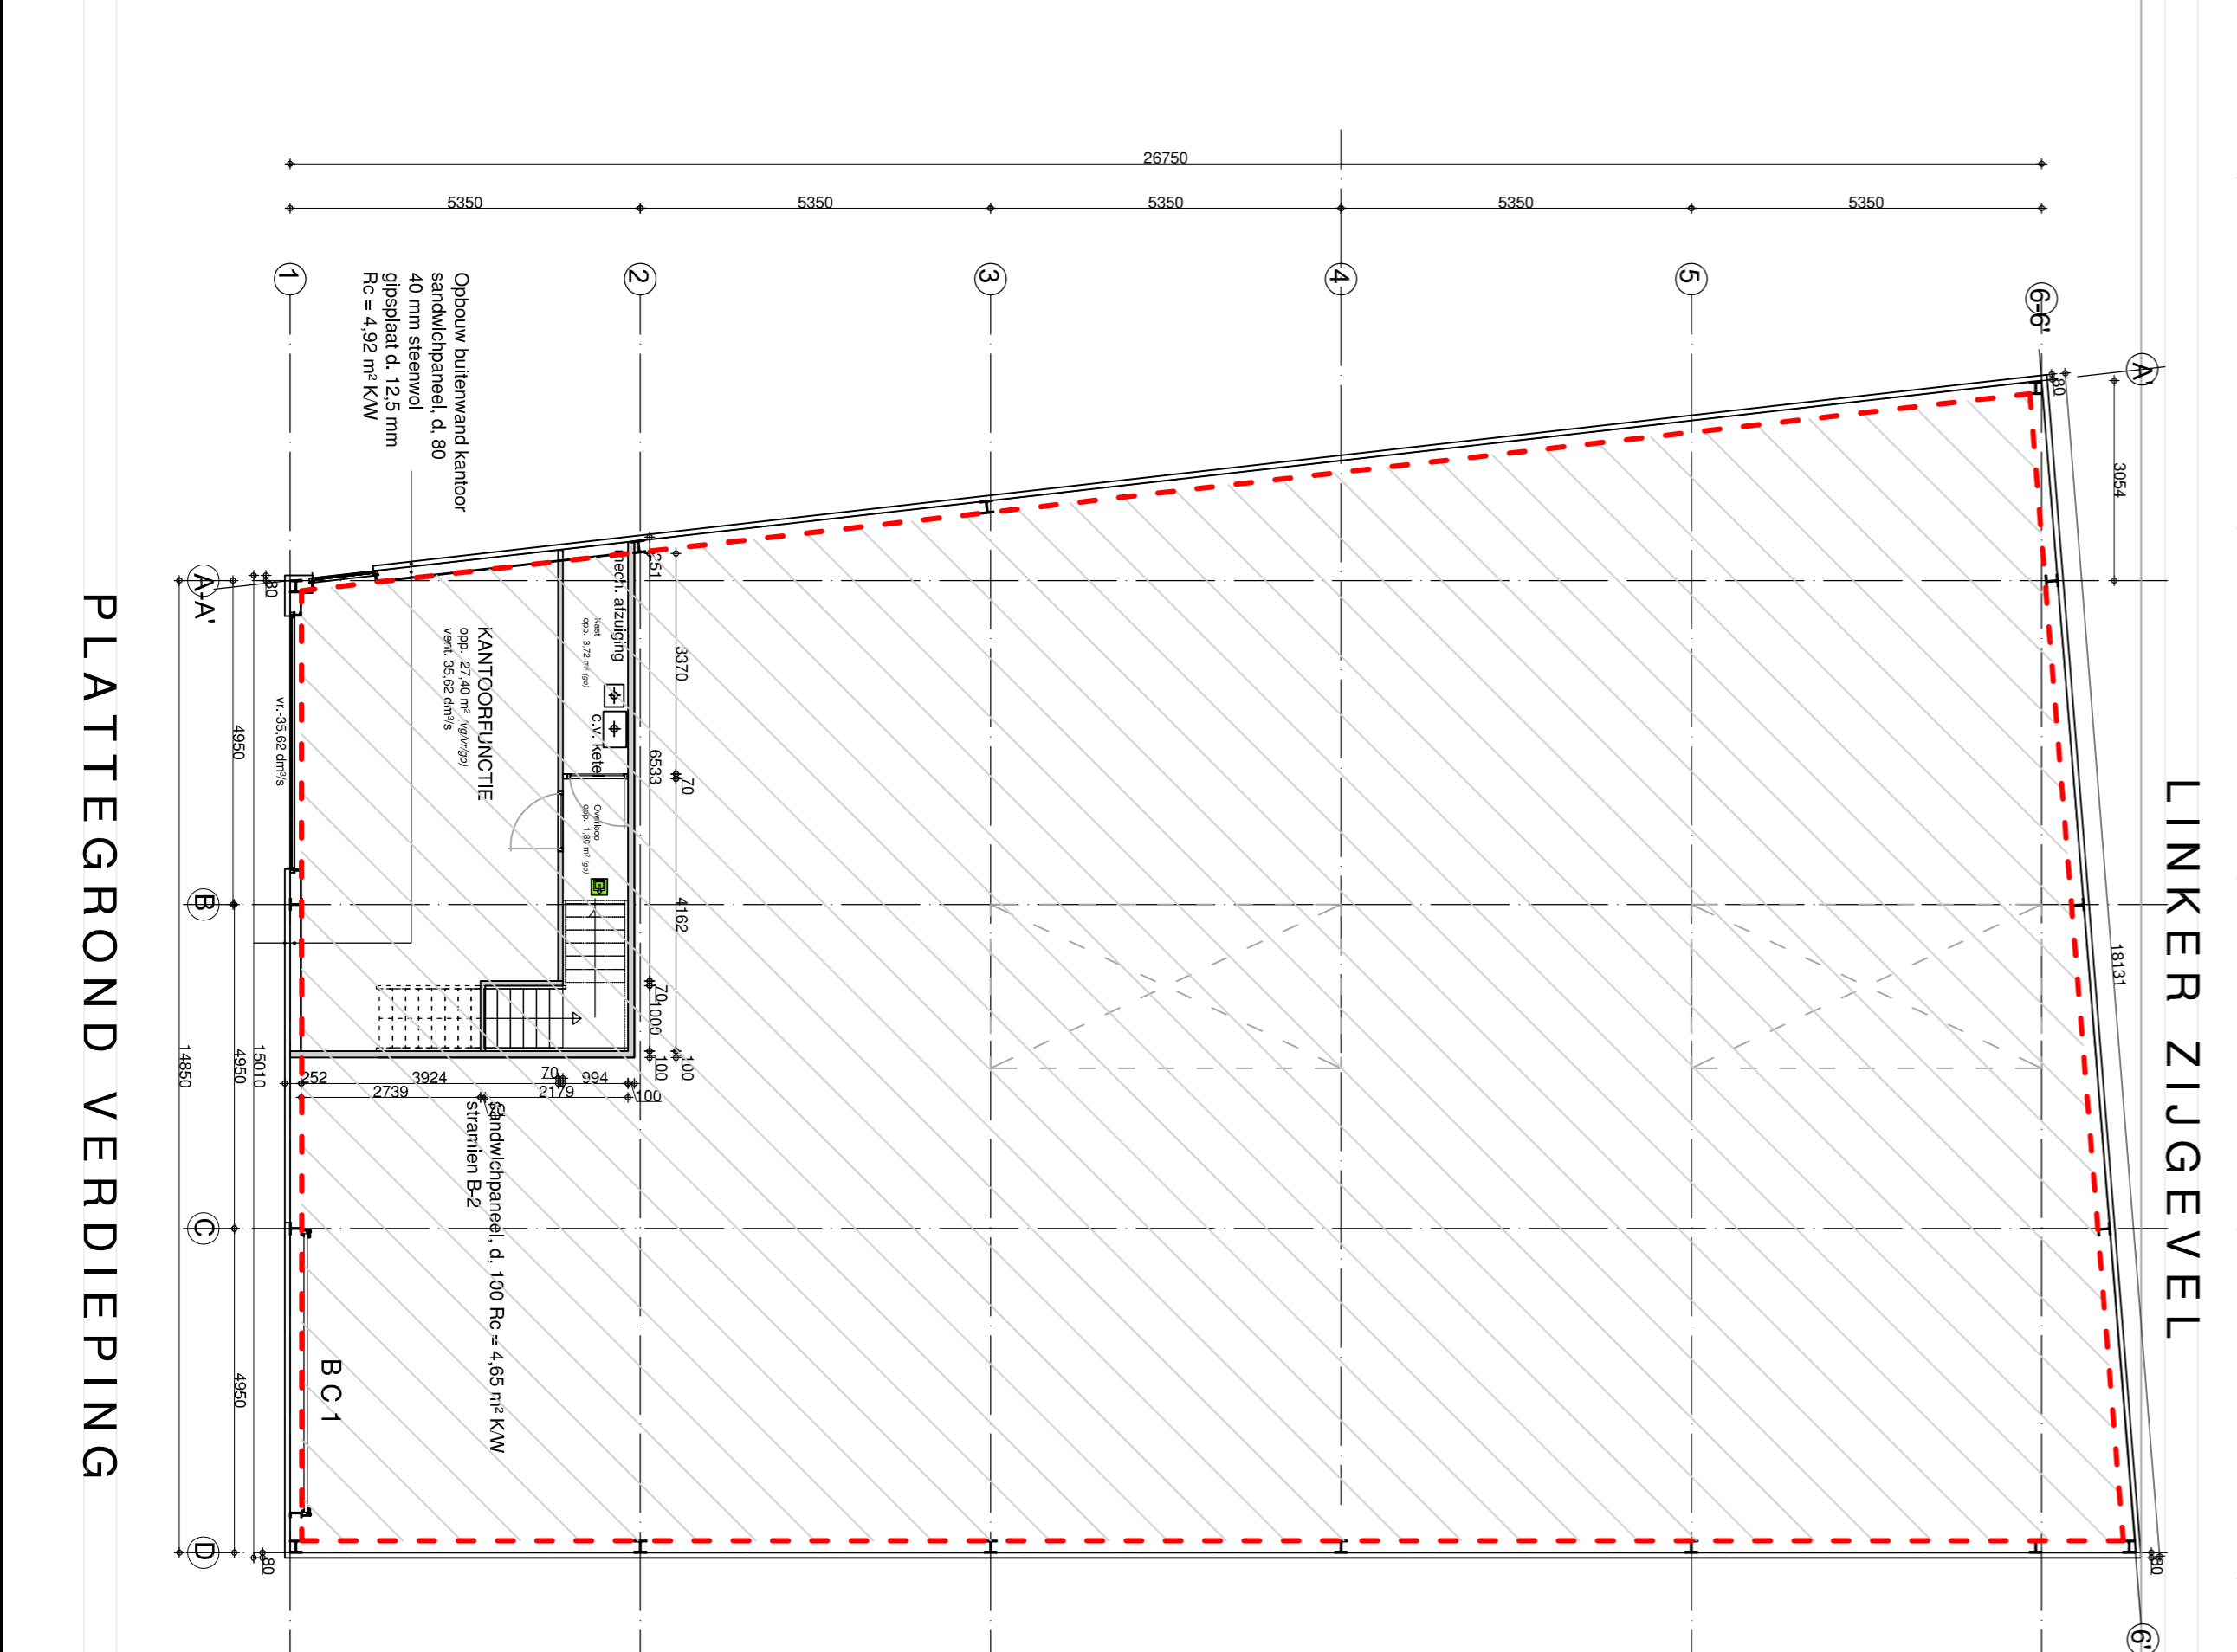 26750
5350
5350
5350
5350
5350
1
2
3
4
5
6-6'
A'
Opbouw buitenwand kantoor
sandwichpaneel, d, 80
40 mm steenwol
gipsplaat d. 12,5 mm
Rc = 4,92 m² K/W
80
3054
18131
A-A'
80
B
C
D
6'
4950
4950
4950
14850
15010
80
80
vr.-35,62 dm³/s
KANTOORFUNCTIE
opp. 27,40 m² (vg/vr/go)
vent. 35,62 dm³/s
mech. afzuiging
Kast
opp. 3,72 m² (go)
c.v. ketel
Overloop
opp. 1,80 m² (go)
251
3370
6533
70
4162
70
1000
100
100
252
3924
70
994
2739
2179
100
sandwichpaneel, d, 100 Rc = 4,65 m² K/W
stramien B-2
BC1
PLATTEGROND VERDIEPING
LINKER ZIJGEVEL